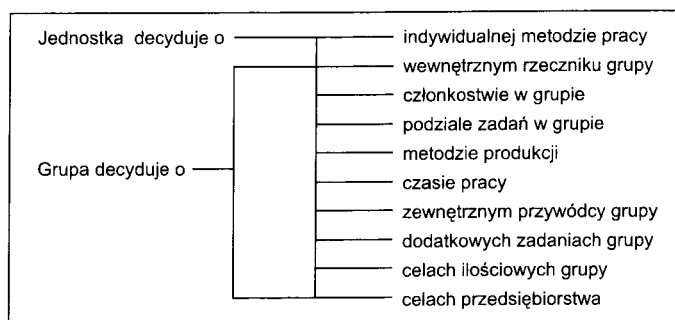 Jednostka decyduje o
indywidualnej metodzie pracy
wewnętrznym rzeczniku grupy
członkostwie w grupie
podziale zadań w grupie
metodzie produkcji
Grupa decyduje o
czasie pracy
zewnętrznym przywódcy grupy
dodatkowych zadaniach grupy
celach ilościowych grupy
celach przedsiębiorstwa